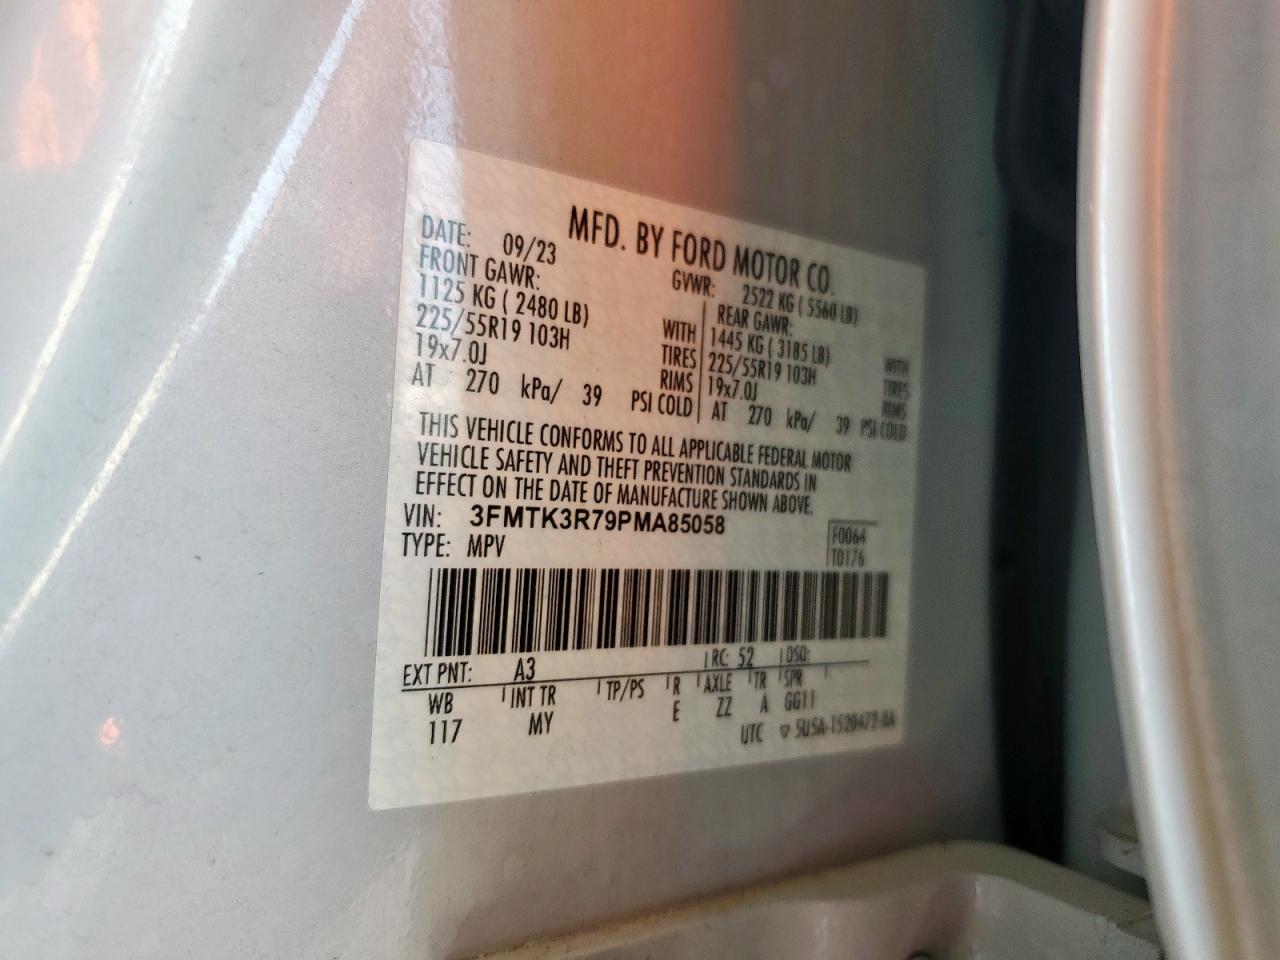 MFD. BY FORD MOTOR CO.
DATE: 09/23 GVWR: 2522 KG ( 5560 LB)
FRONT GAWR: REAR GAWR:
1125 KG ( 2480 LB) WITH 1445 KG ( 3185 LB) WITH
225/55R19 103H TIRES 225/55R19 103H TIRES
19x7.0J RIMS 19x7.0J RIMS
AT 270 kPa/ 39 PSI COLD AT 270 kPa/ 39 PSI COLD
THIS VEHICLE CONFORMS TO ALL APPLICABLE FEDERAL MOTOR
VEHICLE SAFETY AND THEFT PREVENTION STANDARDS IN
EFFECT ON THE DATE OF MANUFACTURE SHOWN ABOVE.
VIN: 3FMTK3R79PMA85058 F0064
TYPE: MPV T0176
EXT PNT: A3 RC: 52 DSO:
WB INT TR TP/PS R AXLE TR SPR
117 MY E ZZ A GG11
UTC ▽ 5U5A-1520472-BA